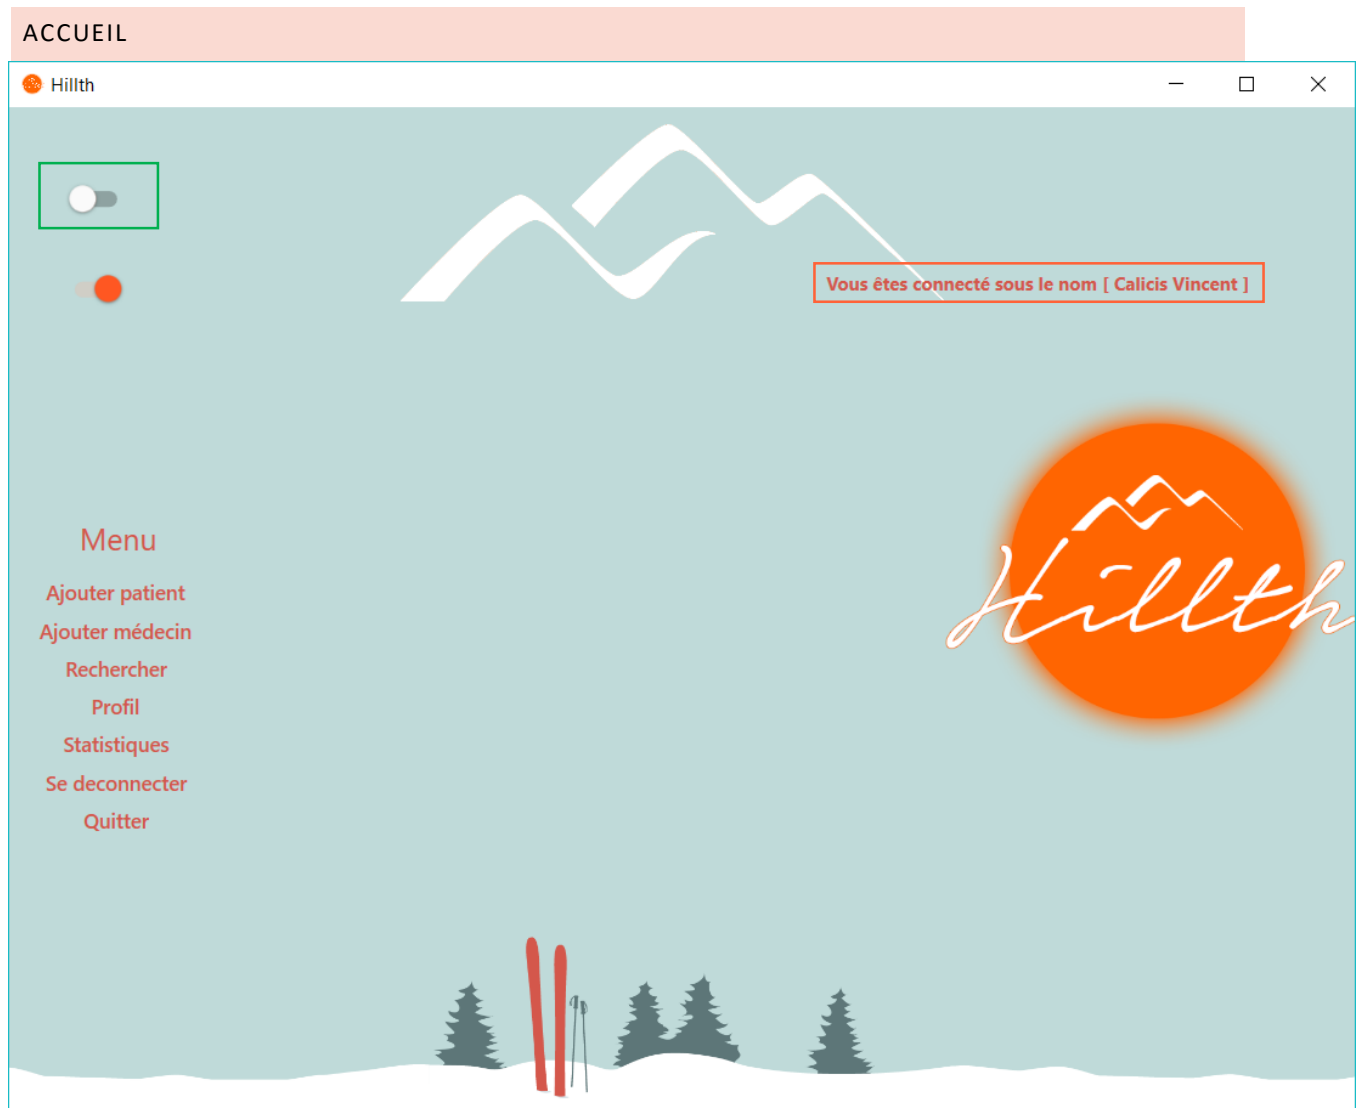 ACCUEIL
Hillth
Vous êtes connecté sous le nom [ Calicis Vincent ]
Hillth
Menu
Ajouter patient
Ajouter médecin
Rechercher
Profil
Statistiques
Se deconnecter
Quitter